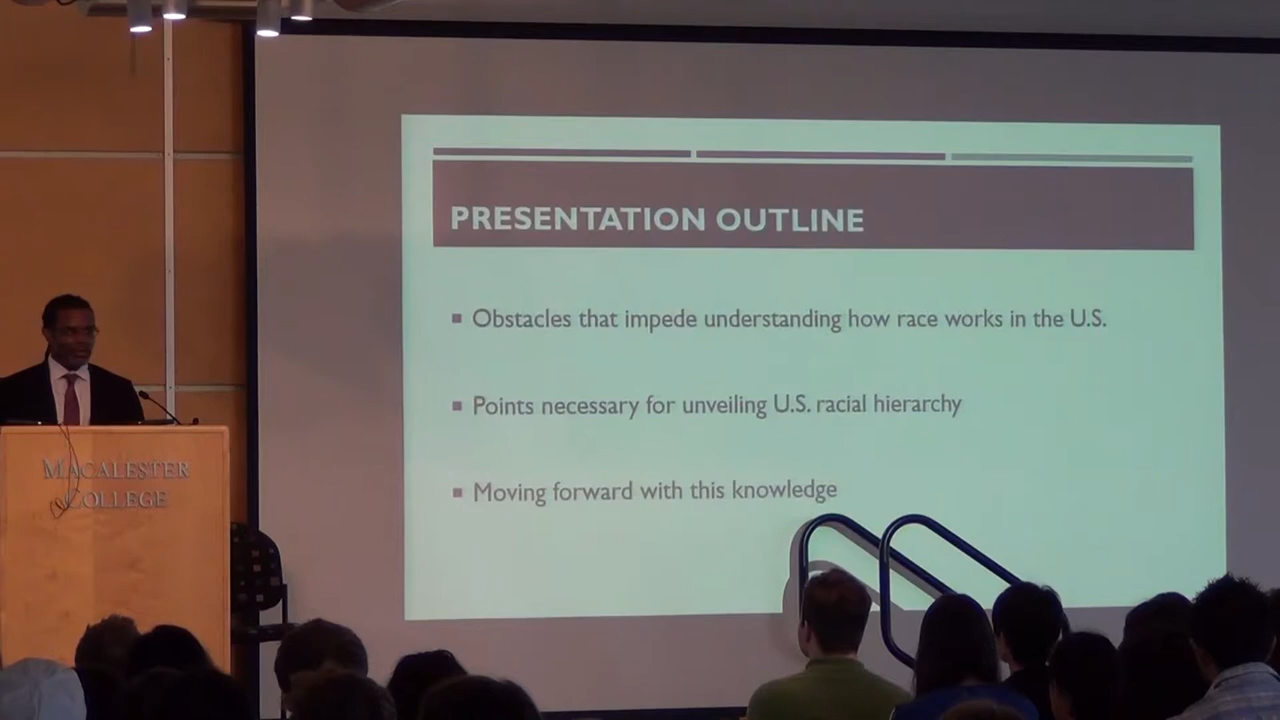 PRESENTATION OUTLINE
▪ Obstacles that impede understanding how race works in the U.S.
▪ Points necessary for unveiling U.S. racial hierarchy
▪ Moving forward with this knowledge
MACALESTER
COLLEGE